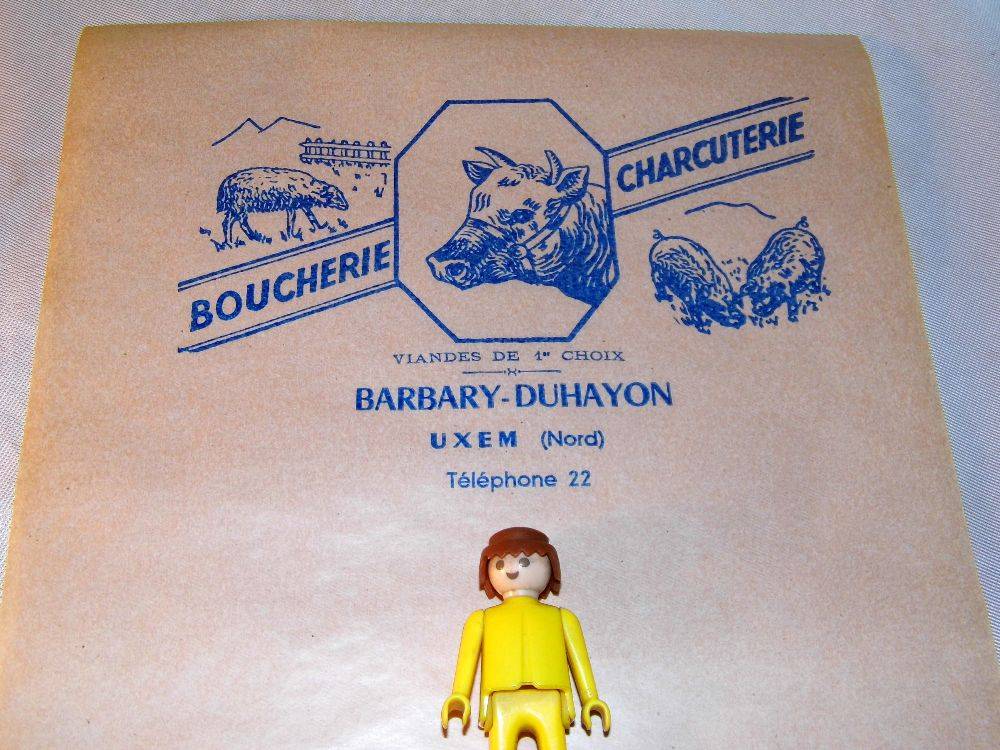 BOUCHERIE
CHARCUTERIE
VIANDES DE 1er CHOIX
BARBARY-DUHAYON
UXEM (Nord)
Téléphone 22